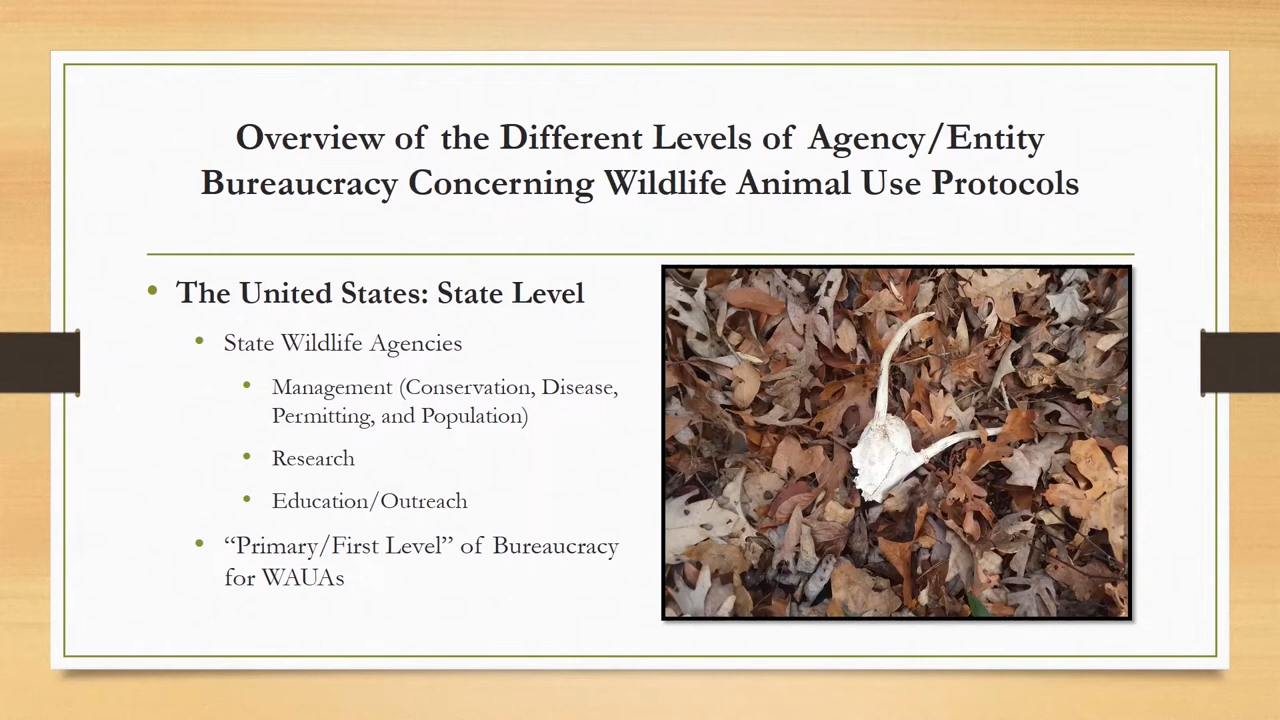 Overview of the Different Levels of Agency/Entity
Bureaucracy Concerning Wildlife Animal Use Protocols
• The United States: State Level
• State Wildlife Agencies
• Management (Conservation, Disease,
Permitting, and Population)
• Research
• Education/Outreach
• “Primary/First Level” of Bureaucracy
for WAUAs